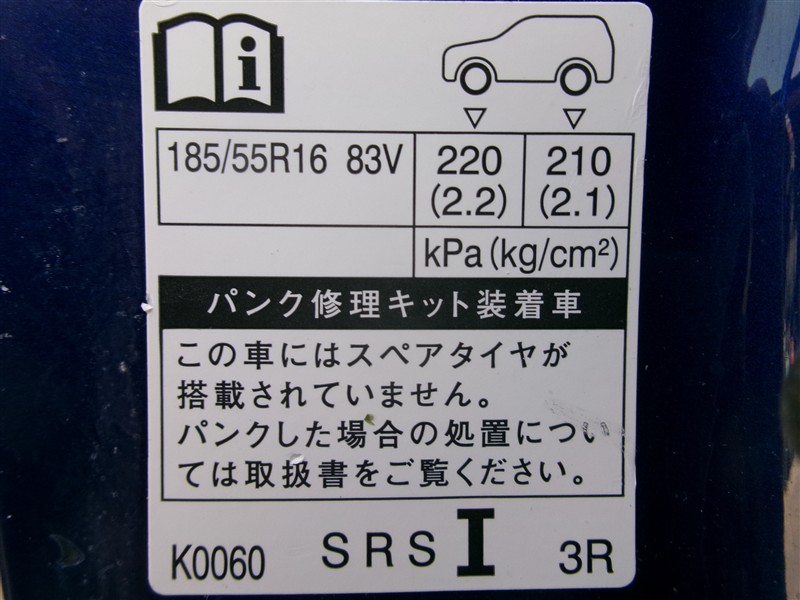 i
185/55R16 83V 220 210
(2.2) (2.1)
kPa(kg/cm²)
パンク修理キット装着車
この車にはスペアタイヤが
搭載されていません。
パンクした場合の処置につい
ては取扱書をご覧ください。
K0060 SRS I 3R